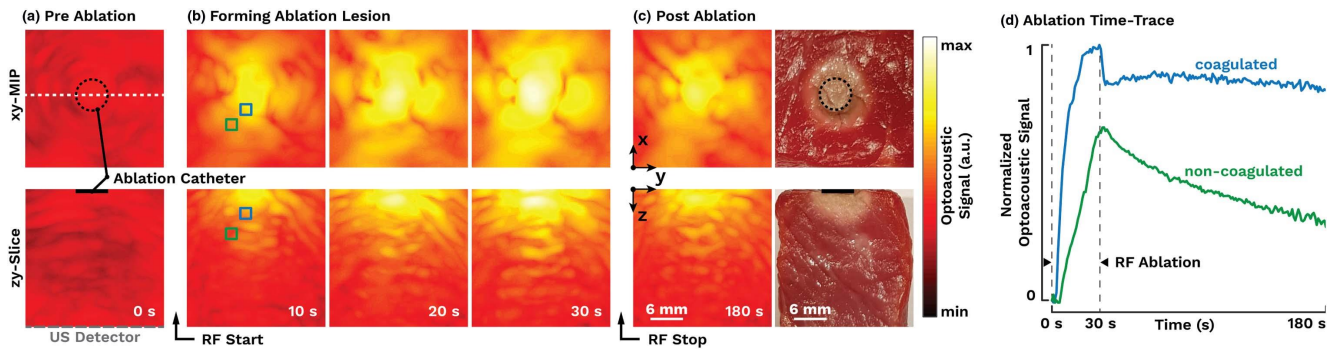 (a) Pre Ablation
(b) Forming Ablation Lesion
(c) Post Ablation
(d) Ablation Time-Trace
xy-MIP
zy-Slice
Ablation Catheter
0 s
US Detector
10 s
20 s
30 s
RF Start
x
y
z
6 mm
180 s
6 mm
RF Stop
max
Optoacoustic
Signal (a.u.)
min
Normalized
Optoacoustic Signal
1
0
coagulated
non-coagulated
RF Ablation
0 s
30 s
Time (s)
180 s